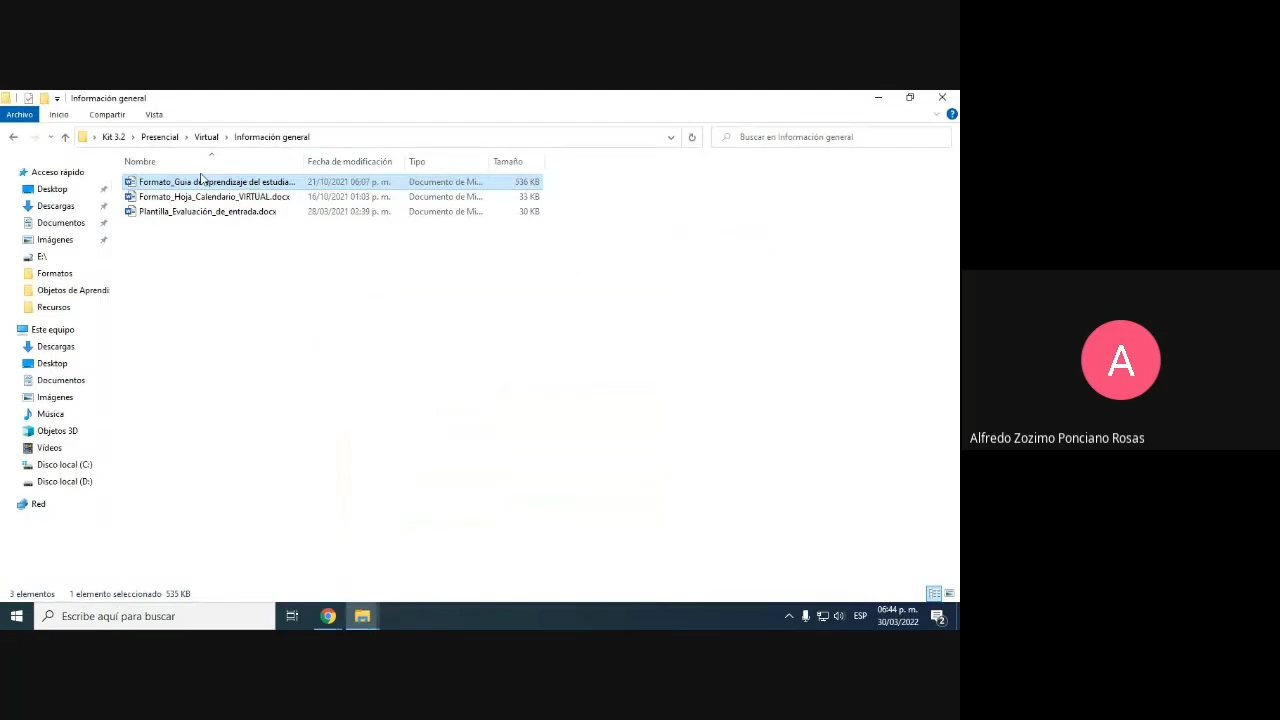 Información general
Archivo Inicio Compartir Vista
Kit 3.2 › Presencial › Virtual › Información general
Buscar en Información general
Nombre Fecha de modificación Tipo Tamaño
Formato_Guia de aprendizaje del estudia... 21/10/2021 06:07 p. m. Documento de Mi... 536 KB
Formato_Hoja_Calendario_VIRTUAL.docx 16/10/2021 01:03 p. m. Documento de Mi... 33 KB
Plantilla_Evaluación_de_entrada.docx 28/03/2021 02:39 p. m. Documento de Mi... 30 KB
Acceso rápido
Desktop
Descargas
Documentos
Imágenes
E:\
Formatos
Objetos de Aprendi
Recursos
Este equipo
Descargas
Desktop
Documentos
Imágenes
Música
Objetos 3D
Vídeos
Disco local (C:)
Disco local (D:)
Red
A
Alfredo Zozimo Ponciano Rosas
3 elementos 1 elemento seleccionado 535 KB
Escribe aquí para buscar
ESP
06:44 p. m.
30/03/2022
2